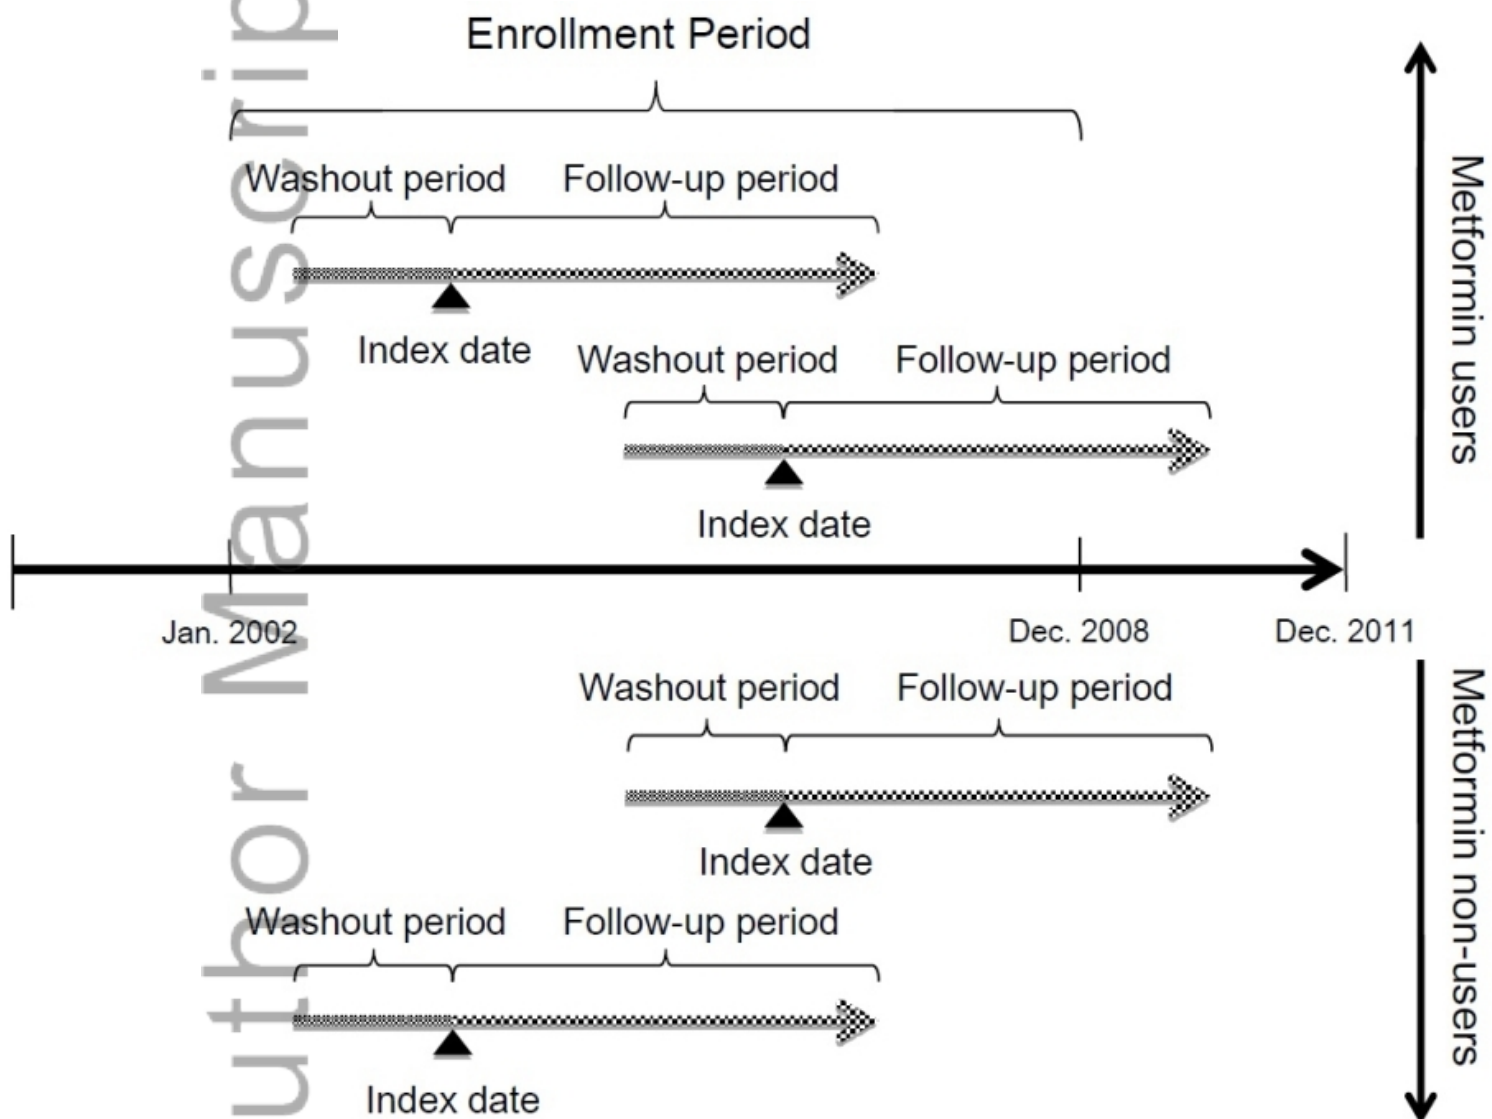 Enrollment Period
Washout period
Follow-up period
Index date
Washout period
Follow-up period
Index date
Metformin users
Jan. 2002
Dec. 2008
Dec. 2011
Washout period
Follow-up period
Index date
Washout period
Follow-up period
Index date
Metformin non-users
uthor Manuscrip